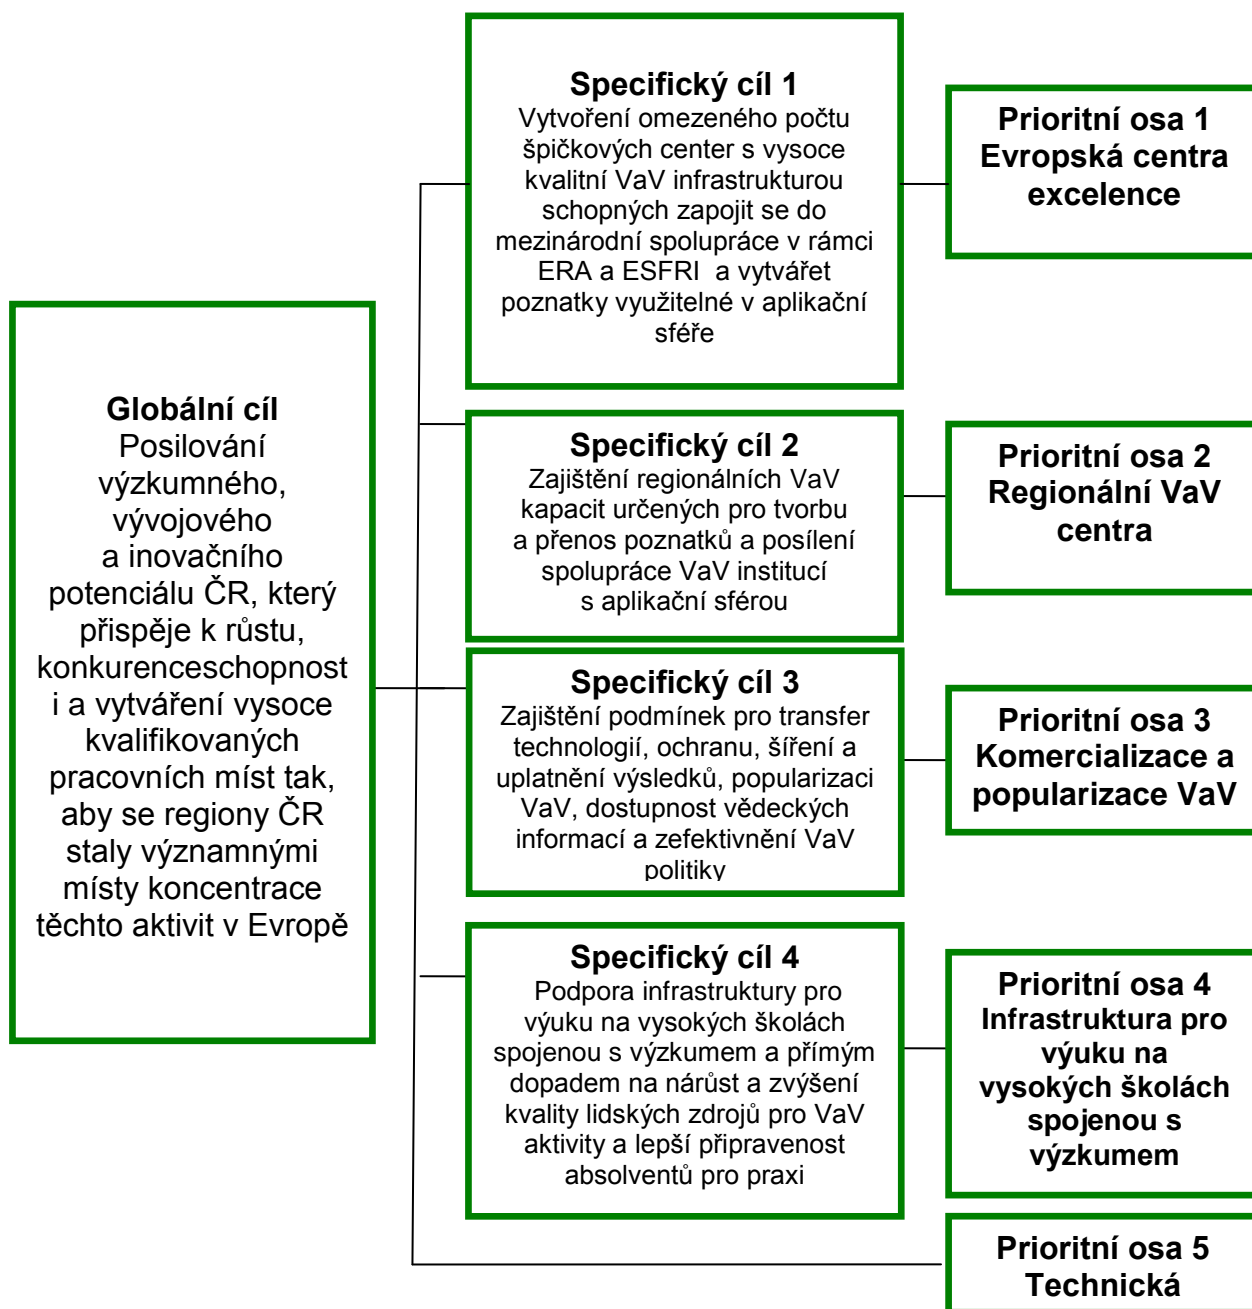 Globální cíl
Posilování
výzkumného,
vývojového
a inovačního
potenciálu ČR, který
přispěje k růstu,
konkurenceschopnost
i a vytváření vysoce
kvalifikovaných
pracovních míst tak,
aby se regiony ČR
staly významnými
místy koncentrace
těchto aktivit v Evropě
Specifický cíl 1
Vytvoření omezeného počtu
špičkových center s vysoce
kvalitní VaV infrastrukturou
schopných zapojit se do
mezinárodní spolupráce v rámci
ERA a ESFRI a vytvářet
poznatky využitelné v aplikační
sféře
Prioritní osa 1
Evropská centra
excelence
Specifický cíl 2
Zajištění regionálních VaV
kapacit určených pro tvorbu
a přenos poznatků a posílení
spolupráce VaV institucí
s aplikační sférou
Prioritní osa 2
Regionální VaV
centra
Specifický cíl 3
Zajištění podmínek pro transfer
technologií, ochranu, šíření a
uplatnění výsledků, popularizaci
VaV, dostupnost vědeckých
informací a zefektivnění VaV
politiky
Prioritní osa 3
Komercializace a
popularizace VaV
Specifický cíl 4
Podpora infrastruktury pro
výuku na vysokých školách
spojenou s výzkumem a přímým
dopadem na nárůst a zvýšení
kvality lidských zdrojů pro VaV
aktivity a lepší připravenost
absolventů pro praxi
Prioritní osa 4
Infrastruktura pro
výuku na
vysokých školách
spojenou s
výzkumem
Prioritní osa 5
Technická